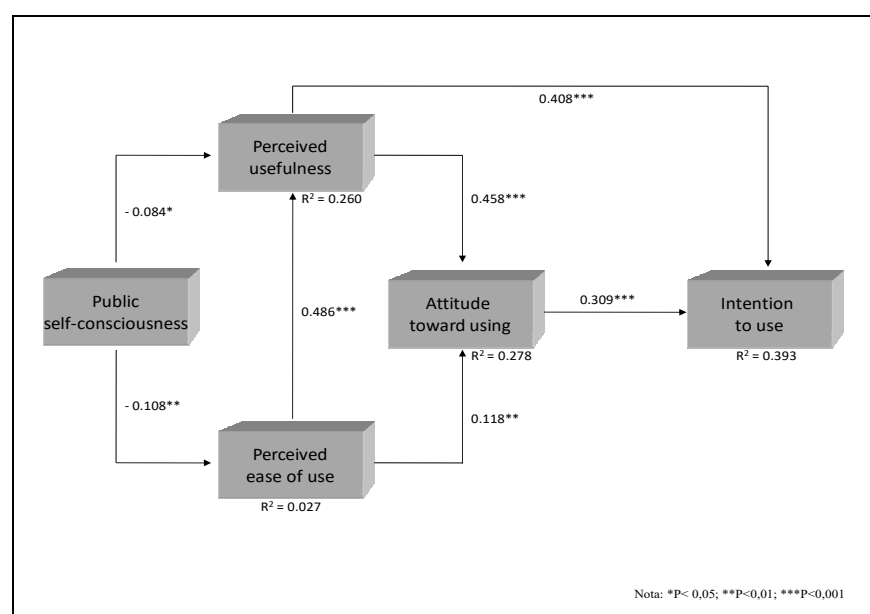 0.408***
Perceived
usefulness
R² = 0.260
- 0.084*
0.458***
Public
self-consciousness
0.486***
Attitude
toward using
R² = 0.278
0.309***
Intention
to use
R² = 0.393
- 0.108**
0.118**
Perceived
ease of use
R² = 0.027
Nota: *P< 0,05; **P<0,01; ***P<0,001